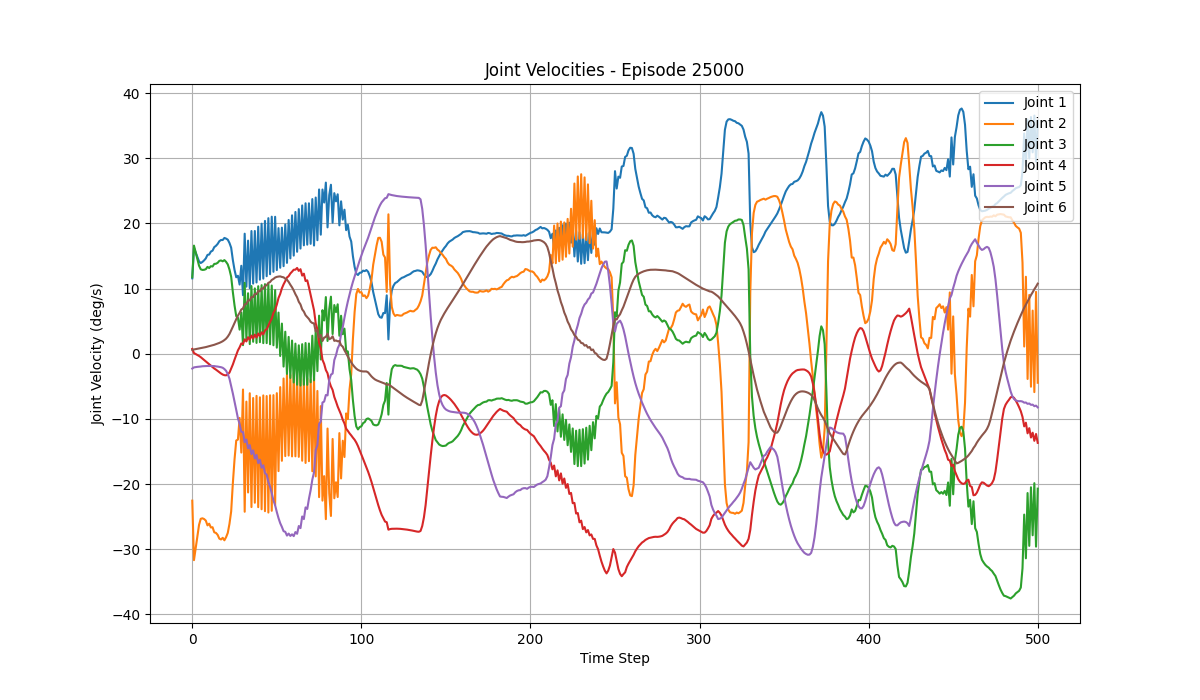 Joint Velocities - Episode 25000
Joint Velocity (deg/s)
40
30
20
10
0
−10
−20
−30
−40
Joint 1
Joint 2
Joint 3
Joint 4
Joint 5
Joint 6
0
100
200
300
400
500
Time Step